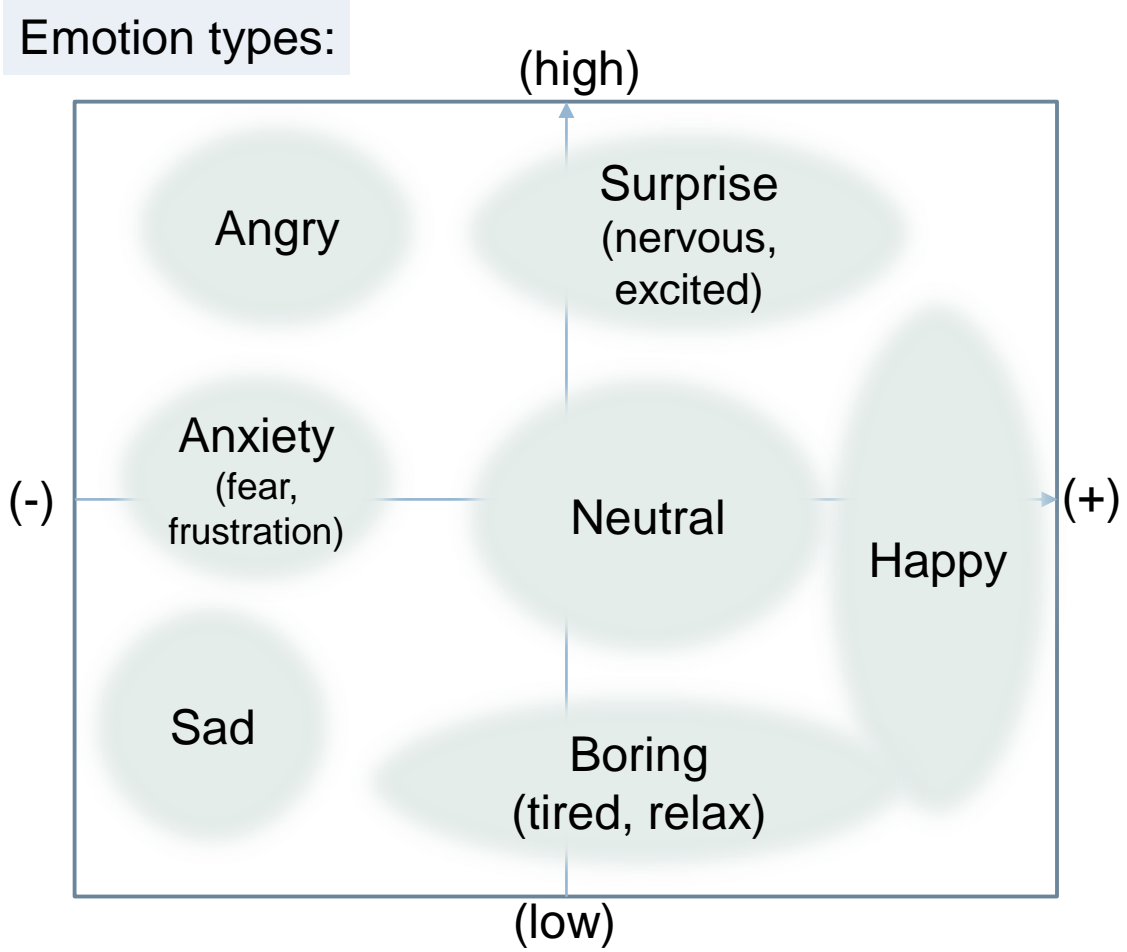 Emotion types:
(high)
Angry
Surprise
(nervous,
excited)
Anxiety
(fear,
frustration)
(-)
Neutral
(+)
Happy
Sad
Boring
(tired, relax)
(low)